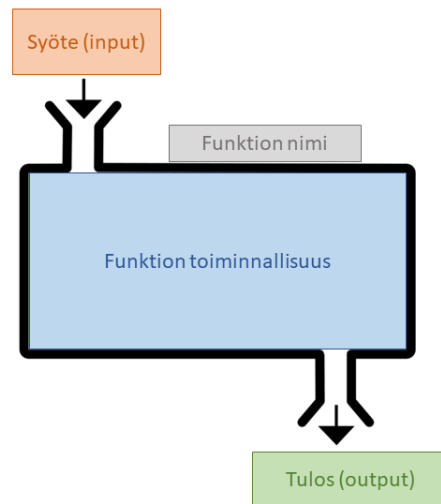 Syöte (input)
Funktion nimi
Funktion toiminnallisuus
Tulos (output)